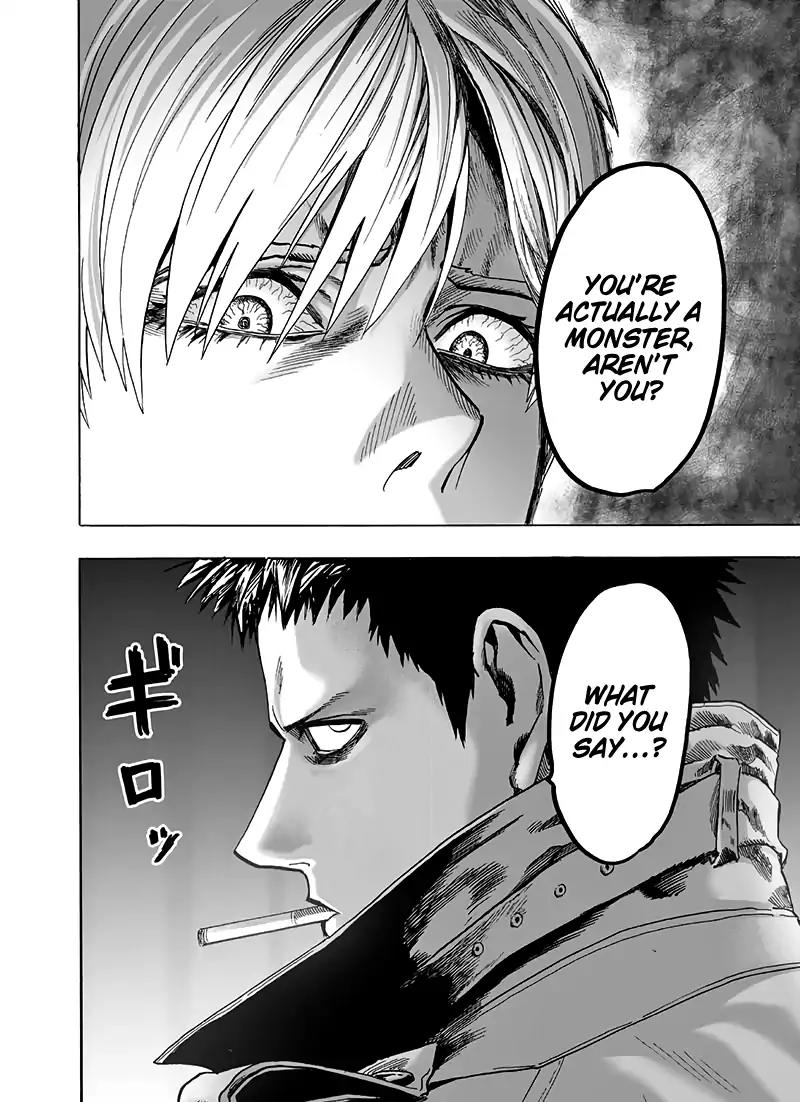 YOU'RE
ACTUALLY A
MONSTER,
AREN'T
YOU?
WHAT
DID YOU
SAY...?
ギロッ